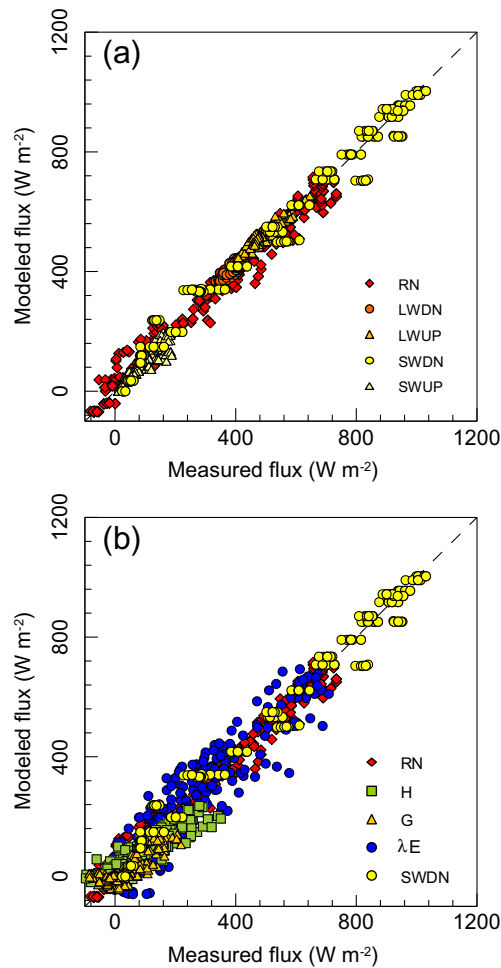 (a)
1200
800
400
0
Modeled flux (W m-2)
RN
LWDN
LWUP
SWDN
SWUP
0 400 800 1200
Measured flux (W m-2)
(b)
1200
800
400
0
Modeled flux (W m-2)
RN
H
G
λE
SWDN
0 400 800 1200
Measured flux (W m-2)